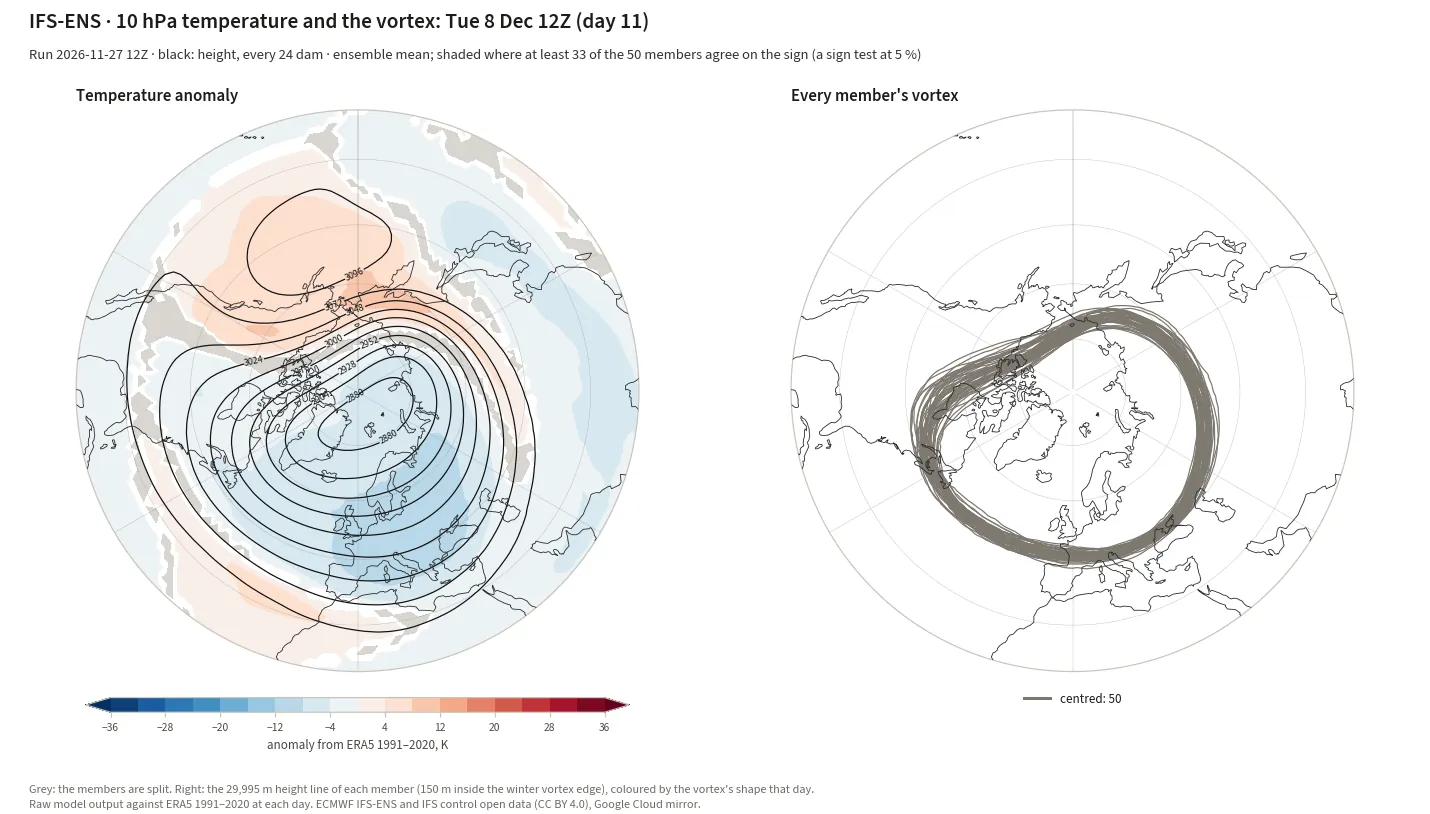 IFS-ENS · 10 hPa temperature and the vortex: Tue 8 Dec 12Z (day 11)
Run 2026-11-27 12Z · black: height, every 24 dam · ensemble mean; shaded where at least 33 of the 50 members agree on the sign (a sign test at 5 %)
Temperature anomaly
Every member's vortex
3096
3048
3000
2952
3024
2928
2880
−36 −28 −20 −12 −4 4 12 20 28 36
anomaly from ERA5 1991–2020, K
centred: 50
Grey: the members are split. Right: the 29,995 m height line of each member (150 m inside the winter vortex edge), coloured by the vortex's shape that day.
Raw model output against ERA5 1991–2020 at each day. ECMWF IFS-ENS and IFS control open data (CC BY 4.0), Google Cloud mirror.